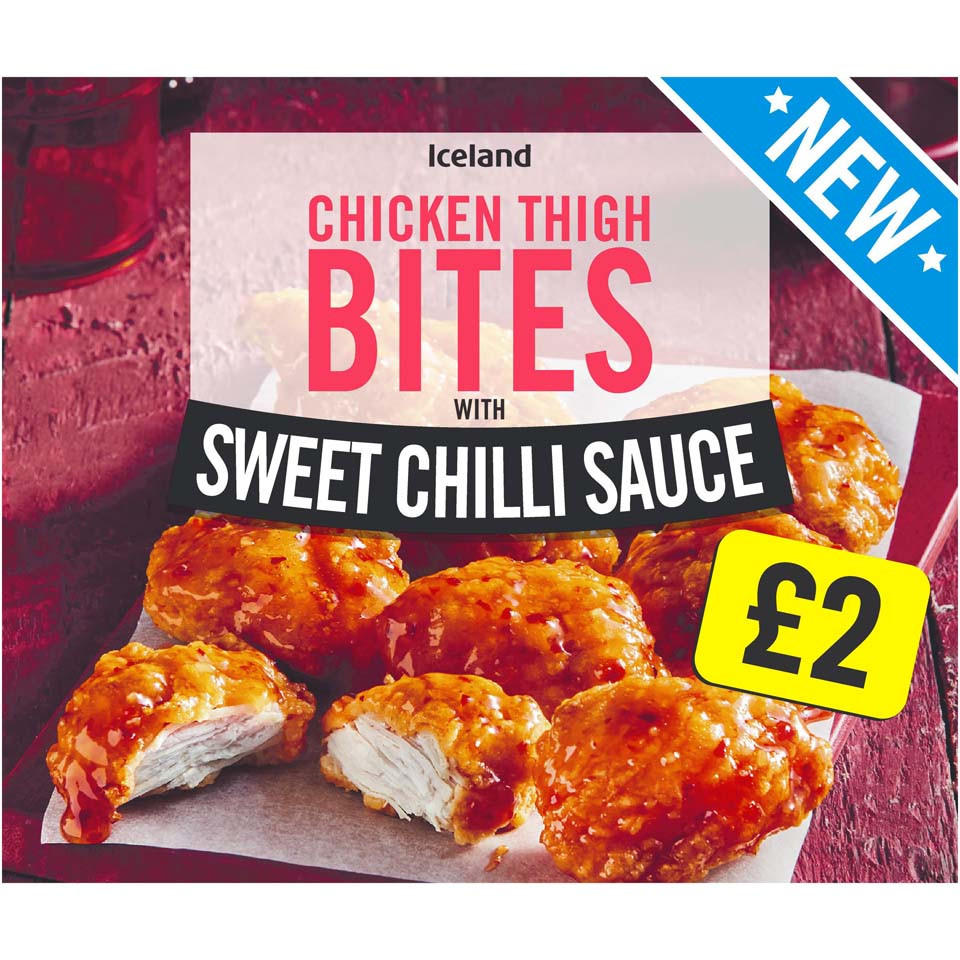 Iceland
CHICKEN THIGH
BITES
WITH
SWEET CHILLI SAUCE
NEW
£2